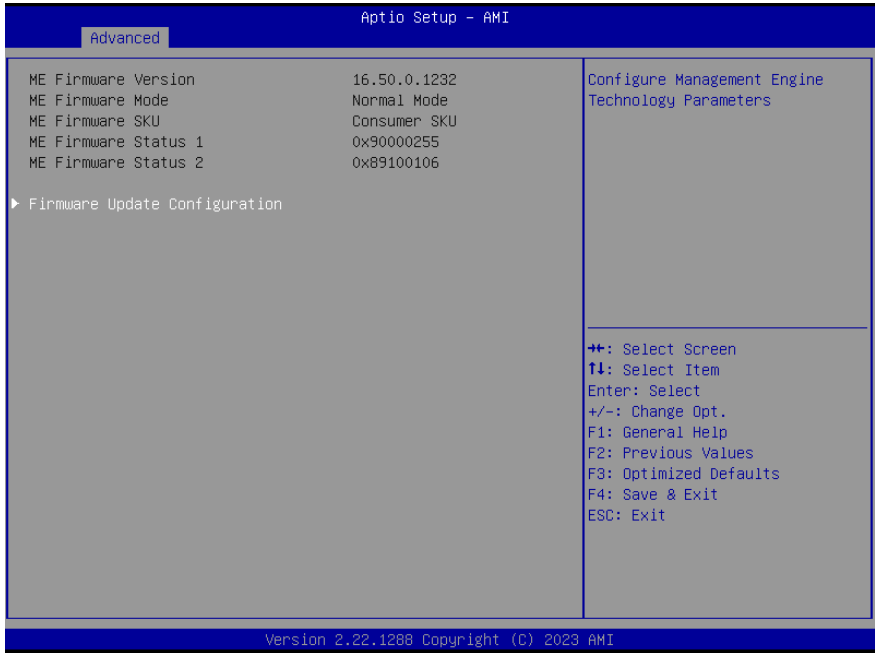 Aptio Setup – AMI
Advanced
ME Firmware Version 16.50.0.1232
ME Firmware Mode Normal Mode
ME Firmware SKU Consumer SKU
ME Firmware Status 1 0x90000255
ME Firmware Status 2 0x89100106
▶ Firmware Update Configuration
Configure Management Engine
Technology Parameters
→←: Select Screen
↑↓: Select Item
Enter: Select
+/-: Change Opt.
F1: General Help
F2: Previous Values
F3: Optimized Defaults
F4: Save & Exit
ESC: Exit
Version 2.22.1288 Copyright (C) 2023 AMI